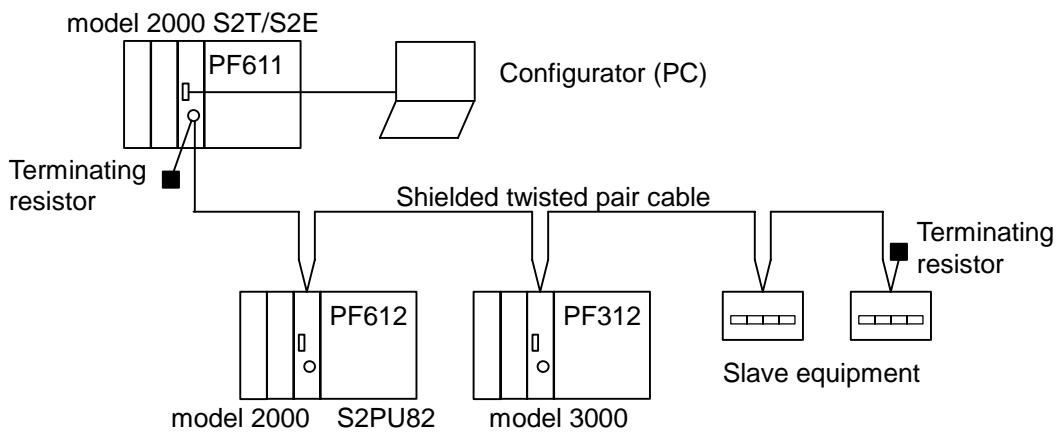 model 2000 S2T/S2E
PF611
Configurator (PC)
Terminating
resistor
Shielded twisted pair cable
Terminating
resistor
PF612
PF312
Slave equipment
model 2000 S2PU82
model 3000